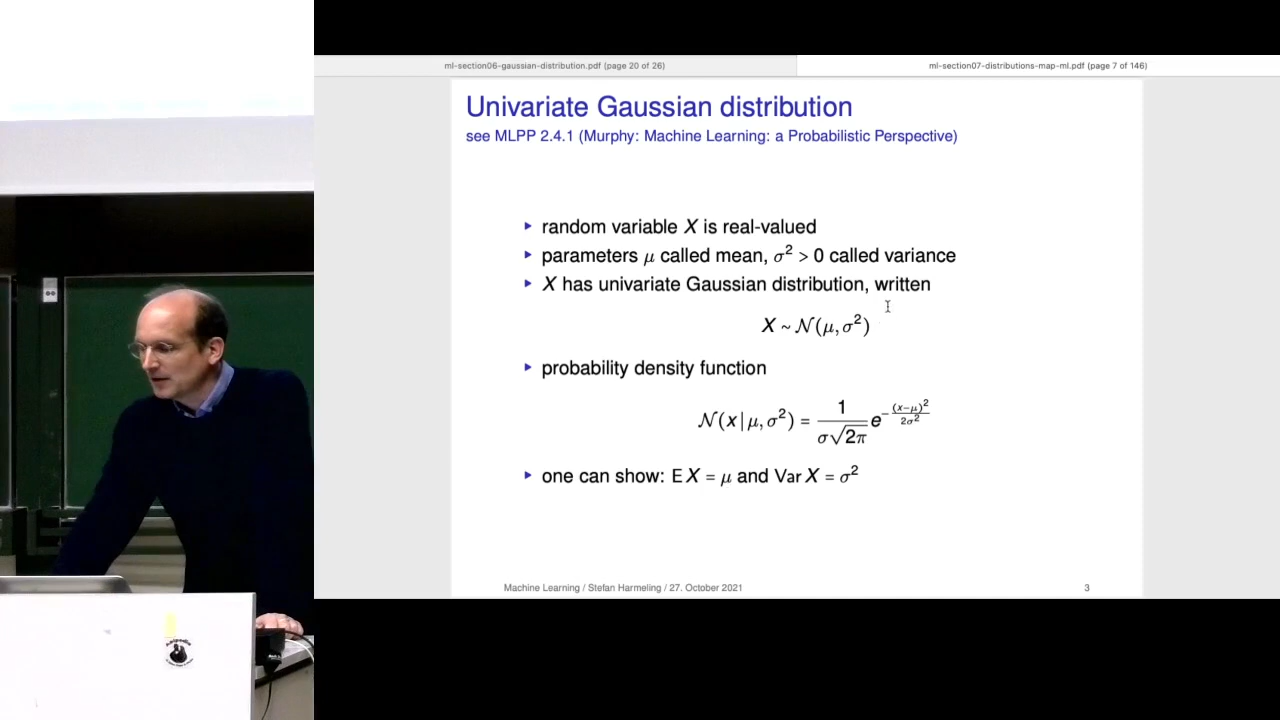 ml-section06-gaussian-distribution.pdf (page 20 of 26)
ml-section07-distributions-map-ml.pdf (page 7 of 146)
Univariate Gaussian distribution
see MLPP 2.4.1 (Murphy: Machine Learning: a Probabilistic Perspective)
▸ random variable X is real-valued
▸ parameters μ called mean, σ² > 0 called variance
▸ X has univariate Gaussian distribution, written
X ~ N(μ, σ²)
▸ probability density function
N(x | μ, σ²) = 1/(σ√2π) e^(−(x−μ)²/(2σ²))
▸ one can show: E X = μ and Var X = σ²
Machine Learning / Stefan Harmeling / 27. October 2021
3